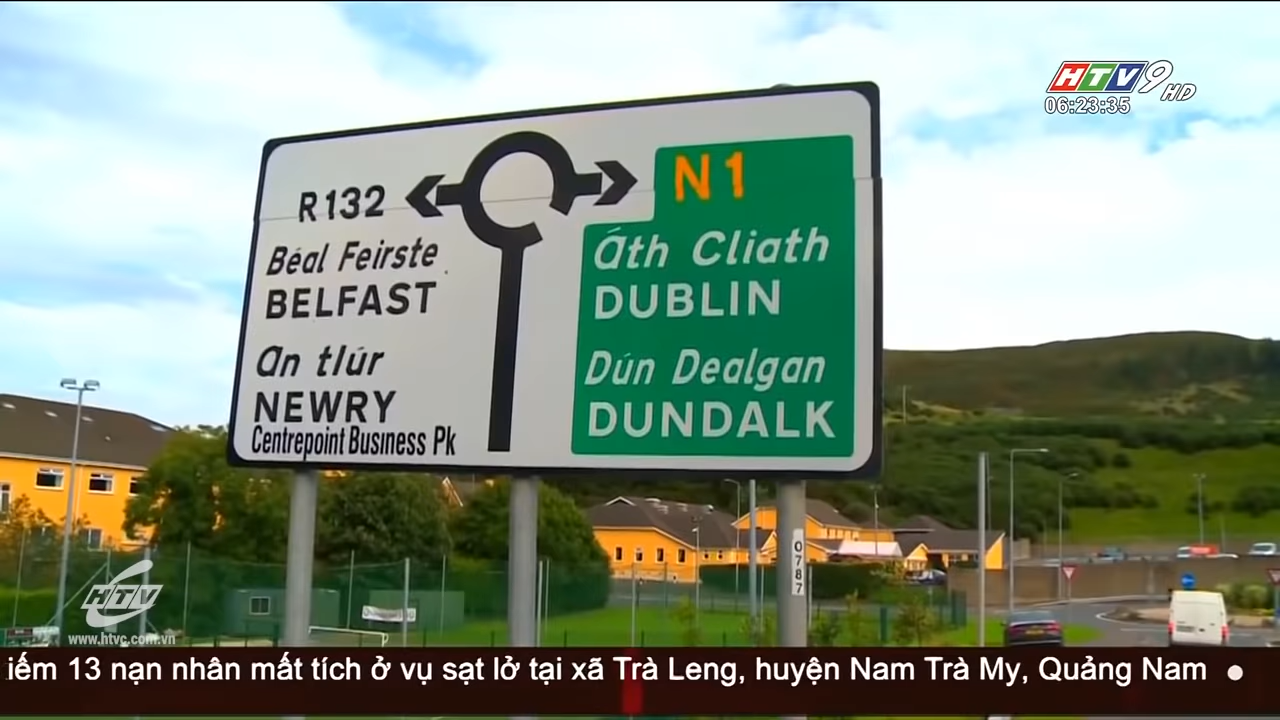 HTV9 HD
06:23:35
R132
N1
Béal Feirste
BELFAST
An tIúr
NEWRY
Centrepoint Business Pk
Áth Cliath
DUBLIN
Dún Dealgan
DUNDALK
0787
HTV
www.htvc.com.vn
iếm 13 nạn nhân mất tích ở vụ sạt lở tại xã Trà Leng, huyện Nam Trà My, Quảng Nam